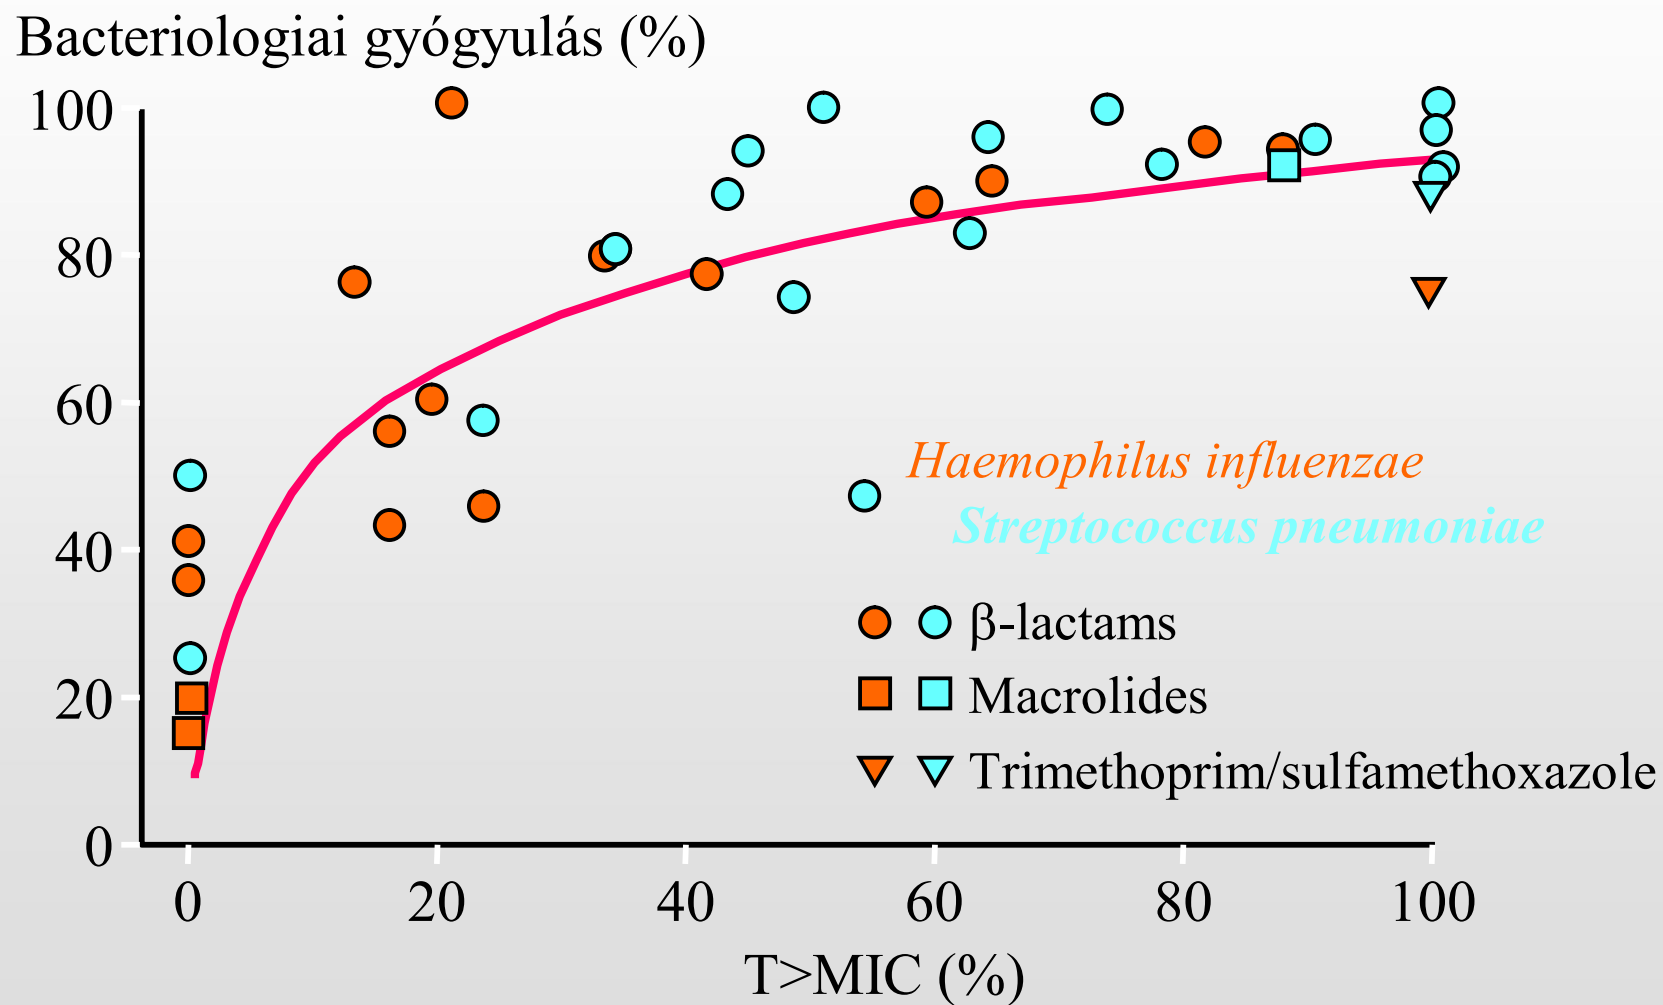 Bacteriologiai gyógyulás (%)
100
80
60
40
20
0
Haemophilus influenzae
Streptococcus pneumoniae
β-lactams
Macrolides
Trimethoprim/sulfamethoxazole
0 20 40 60 80 100
T>MIC (%)